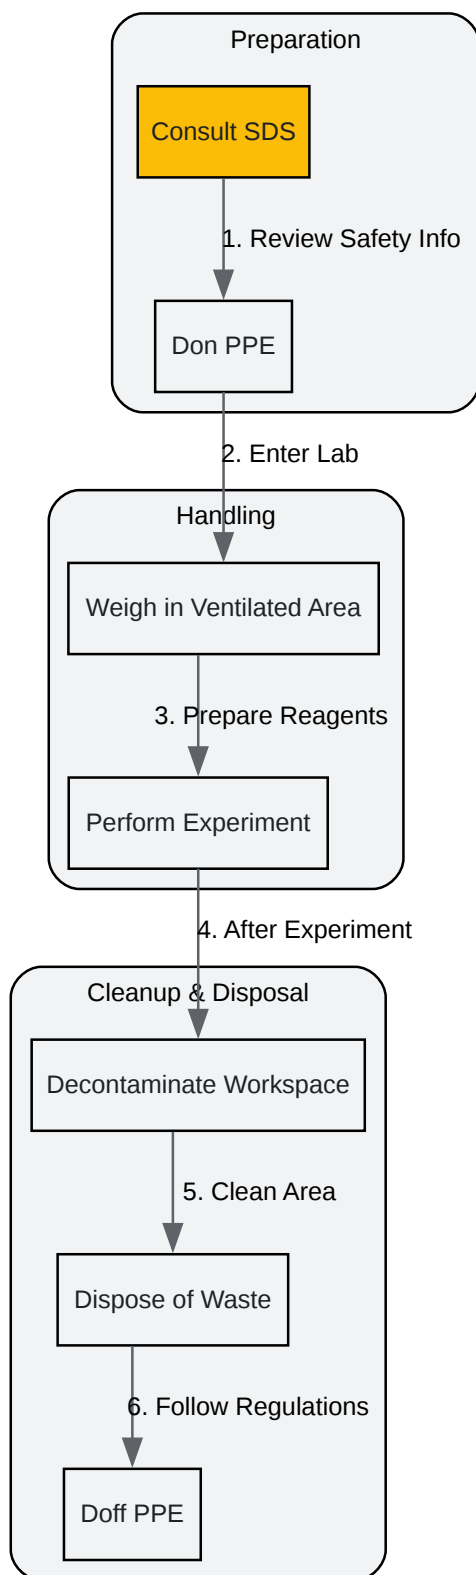 Preparation
Consult SDS
1. Review Safety Info
Don PPE
2. Enter Lab
Handling
Weigh in Ventilated Area
3. Prepare Reagents
Perform Experiment
4. After Experiment
Cleanup & Disposal
Decontaminate Workspace
5. Clean Area
Dispose of Waste
6. Follow Regulations
Doff PPE